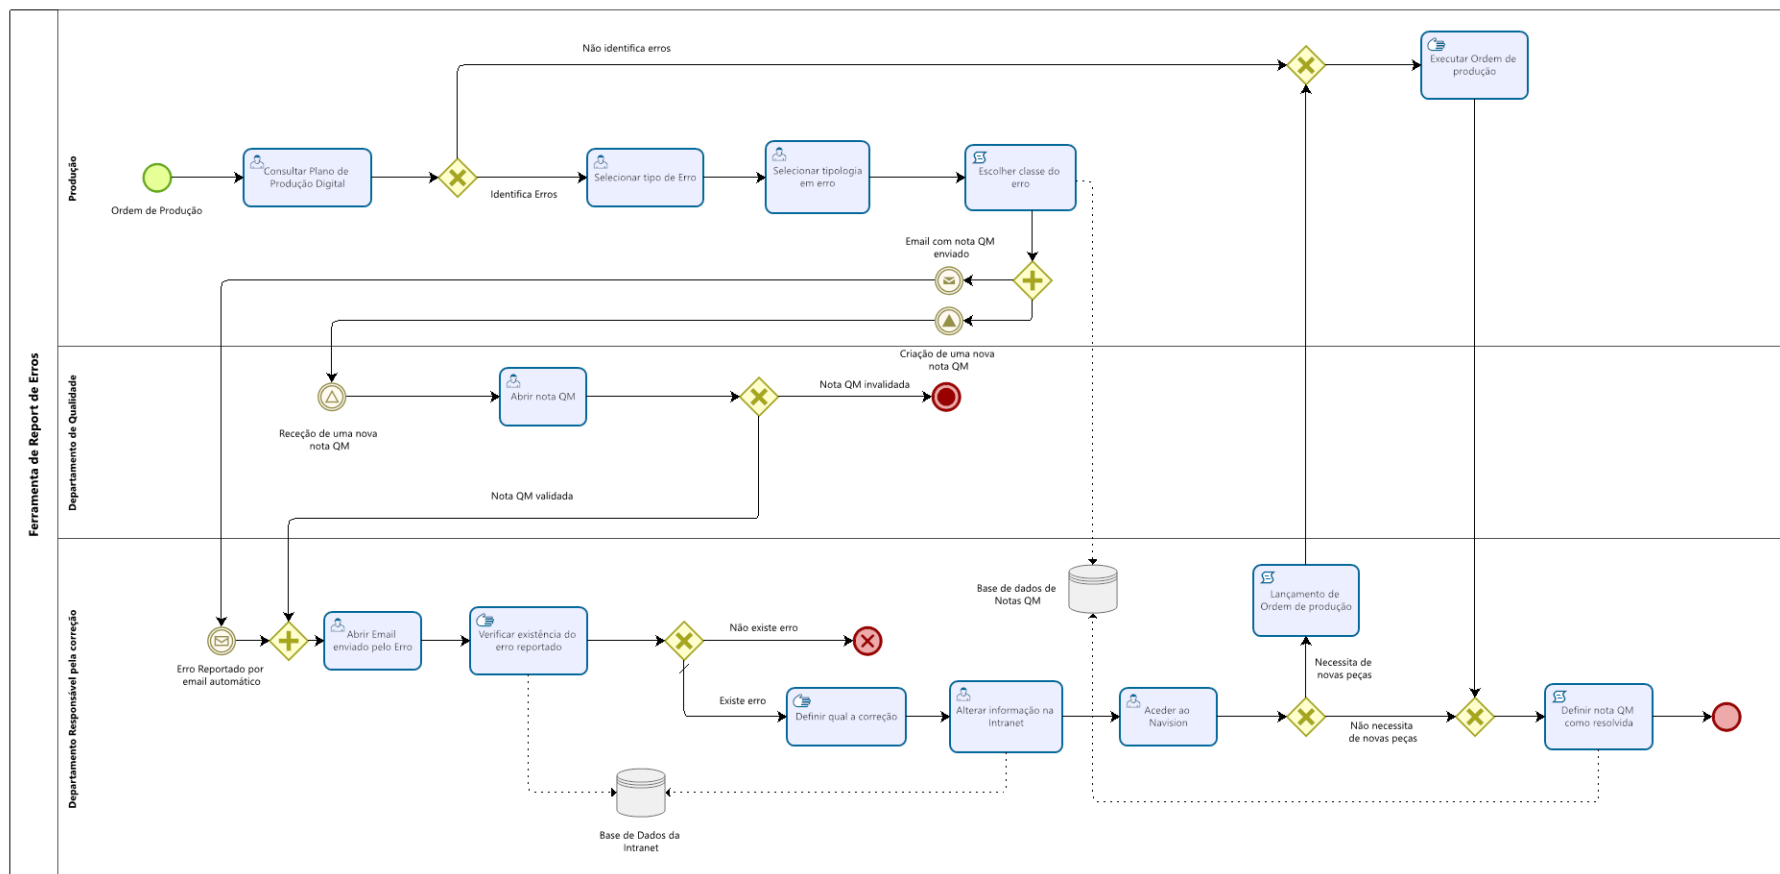 Ferramenta de Report de Erros
Produção
Não identifica erros
Executar Ordem de
produção
Ordem de Produção
Consultar Plano de
Produção Digital
Identifica Erros
Selecionar tipo de Erro
Selecionar tipologia
em erro
Escolher classe do
erro
Email com nota QM
enviado
Criação de uma nova
nota QM
Departamento de Qualidade
Receção de uma nova
nota QM
Abrir nota QM
Nota QM invalidada
Nota QM validada
Departamento Responsável pela correção
Erro Reportado por
email automático
Abrir Email
enviado pelo Erro
Verificar existência do
erro reportado
Não existe erro
Existe erro
Definir qual a correção
Alterar informação na
Intranet
Base de dados de
Notas QM
Aceder ao
Navision
Lançamento de
Ordem de produção
Necessita de
novas peças
Não necessita
de novas peças
Definir nota QM
como resolvida
Base de Dados da
Intranet